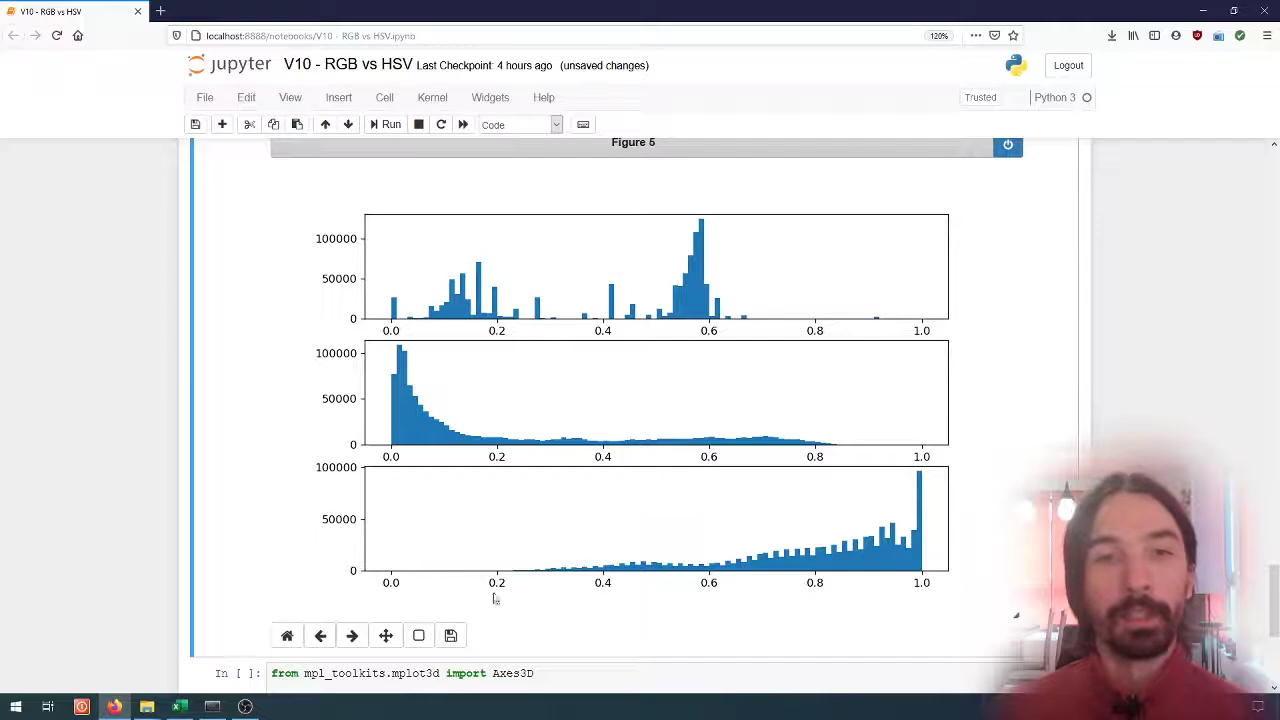 V10 - RGB vs HSV
localhost:8888/notebooks/V10 - RGB vs HSV.ipynb
120%
jupyter V10 - RGB vs HSV Last Checkpoint: 4 hours ago (unsaved changes)
Logout
File Edit View Insert Cell Kernel Widgets Help
Trusted
Python 3
Run
Code
Figure 5
100000
50000
0
0.0 0.2 0.4 0.6 0.8 1.0
100000
50000
0
0.0 0.2 0.4 0.6 0.8 1.0
100000
50000
0
0.0 0.2 0.4 0.6 0.8 1.0
In [ ]: from mpl_toolkits.mplot3d import Axes3D